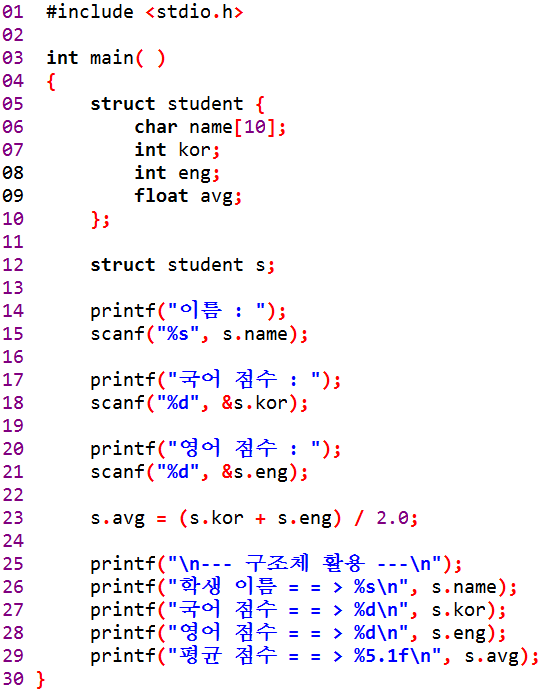 01 #include <stdio.h>
02
03 int main( )
04 {
05     struct student {
06         char name[10];
07         int kor;
08         int eng;
09         float avg;
10     };
11
12     struct student s;
13
14     printf("이름 : ");
15     scanf("%s", s.name);
16
17     printf("국어 점수 : ");
18     scanf("%d", &s.kor);
19
20     printf("영어 점수 : ");
21     scanf("%d", &s.eng);
22
23     s.avg = (s.kor + s.eng) / 2.0;
24
25     printf("\n--- 구조체 활용 ---\n");
26     printf("학생 이름 = = > %s\n", s.name);
27     printf("국어 점수 = = > %d\n", s.kor);
28     printf("영어 점수 = = > %d\n", s.eng);
29     printf("평균 점수 = = > %5.1f\n", s.avg);
30 }